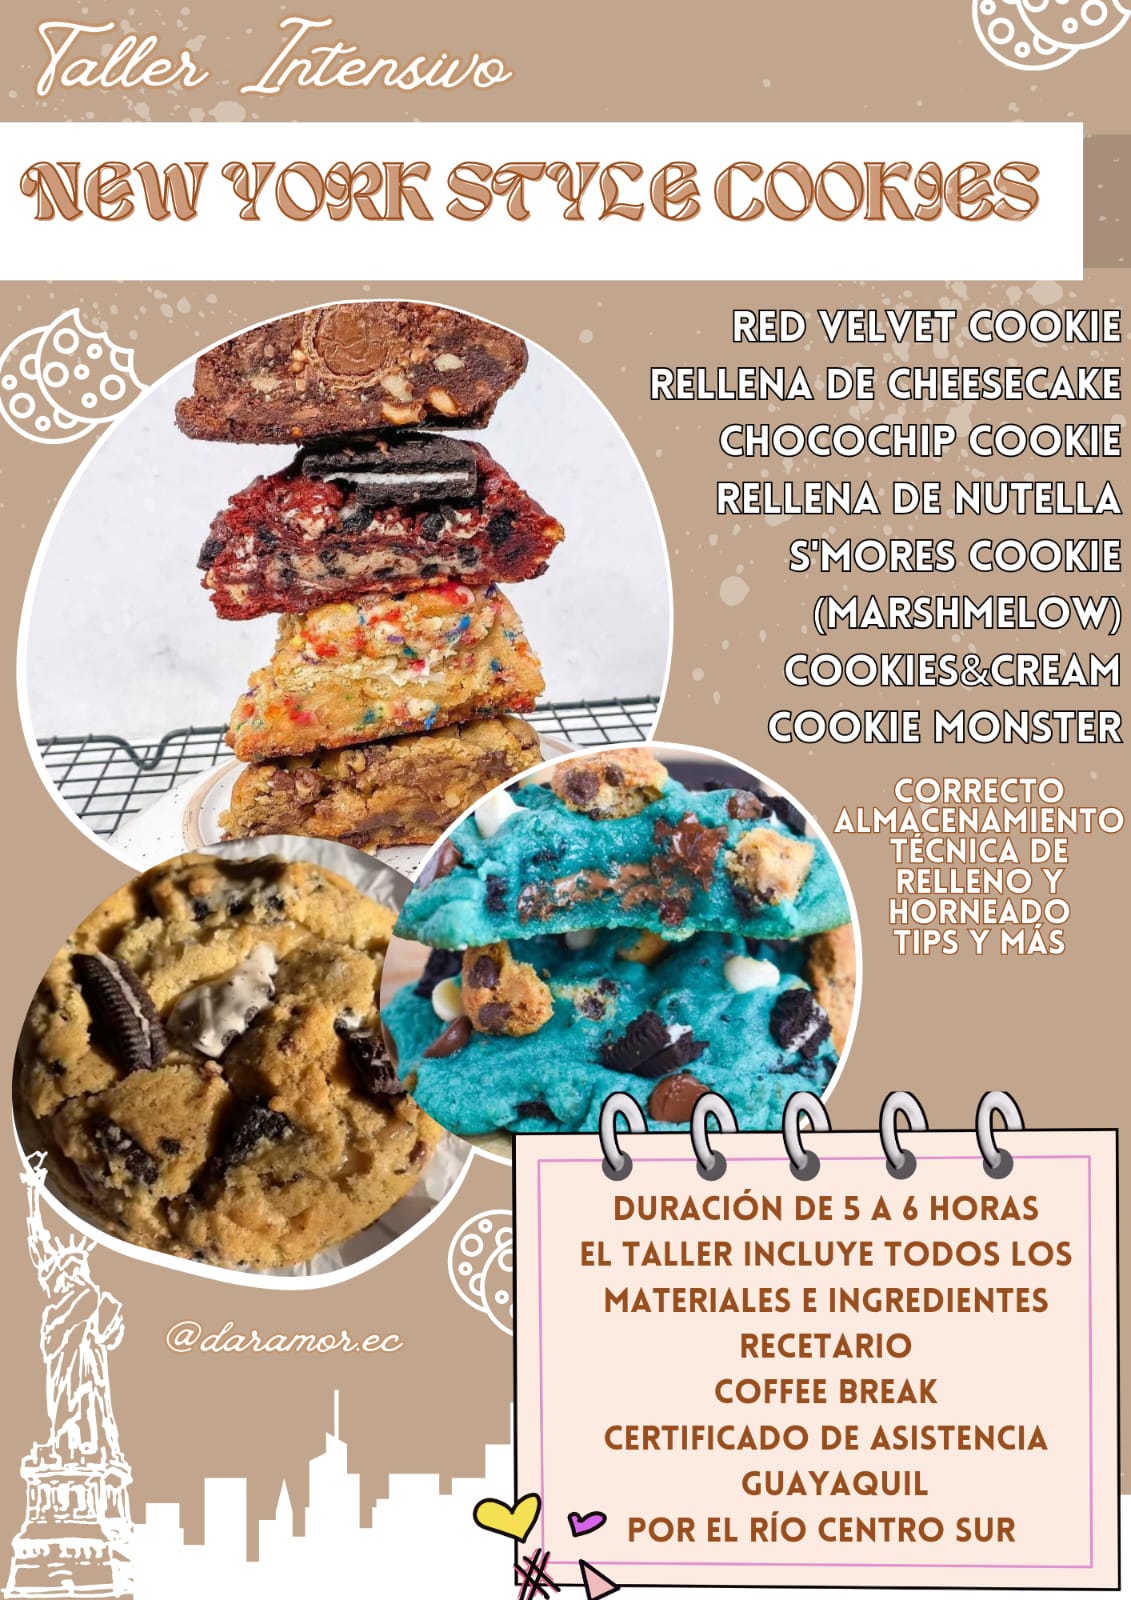 Taller Intensivo
NEW YORK STYLE COOKIES
RED VELVET COOKIE
RELLENA DE CHEESECAKE
CHOCOCHIP COOKIE
RELLENA DE NUTELLA
S'MORES COOKIE
(MARSHMELOW)
COOKIES&CREAM
COOKIE MONSTER
CORRECTO
ALMACENAMIENTO
TÉCNICA DE
RELLENO Y
HORNEADO
TIPS Y MÁS
DURACIÓN DE 5 A 6 HORAS
EL TALLER INCLUYE TODOS LOS
MATERIALES E INGREDIENTES
RECETARIO
COFFEE BREAK
CERTIFICADO DE ASISTENCIA
GUAYAQUIL
POR EL RÍO CENTRO SUR
@daramor.ec